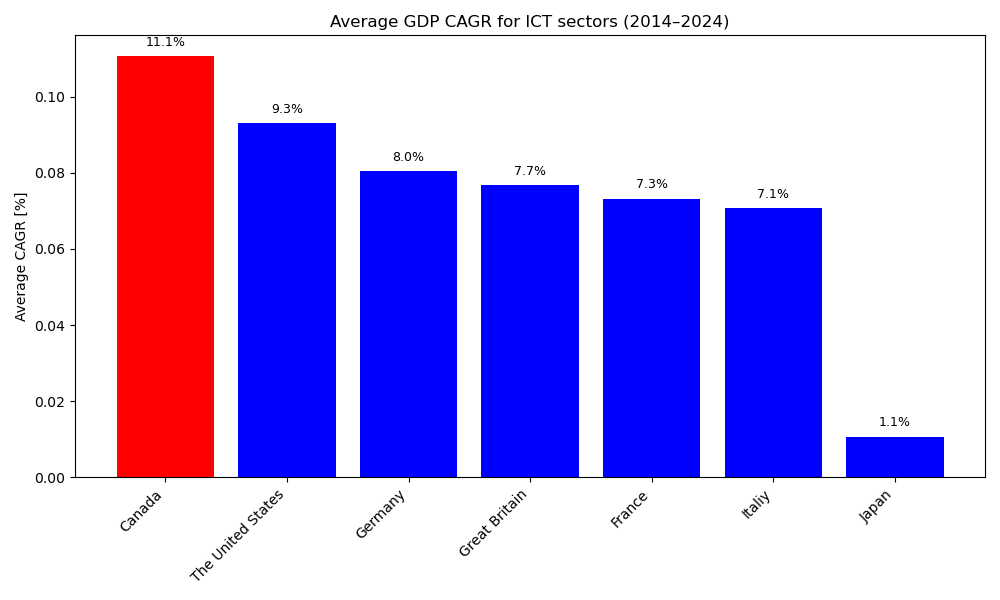 Average GDP CAGR for ICT sectors (2014–2024)
11.1%
9.3%
8.0%
7.7%
7.3%
7.1%
1.1%
Average CAGR [%]
0.10
0.08
0.06
0.04
0.02
0.00
Canada
The United States
Germany
Great Britain
France
Italiy
Japan